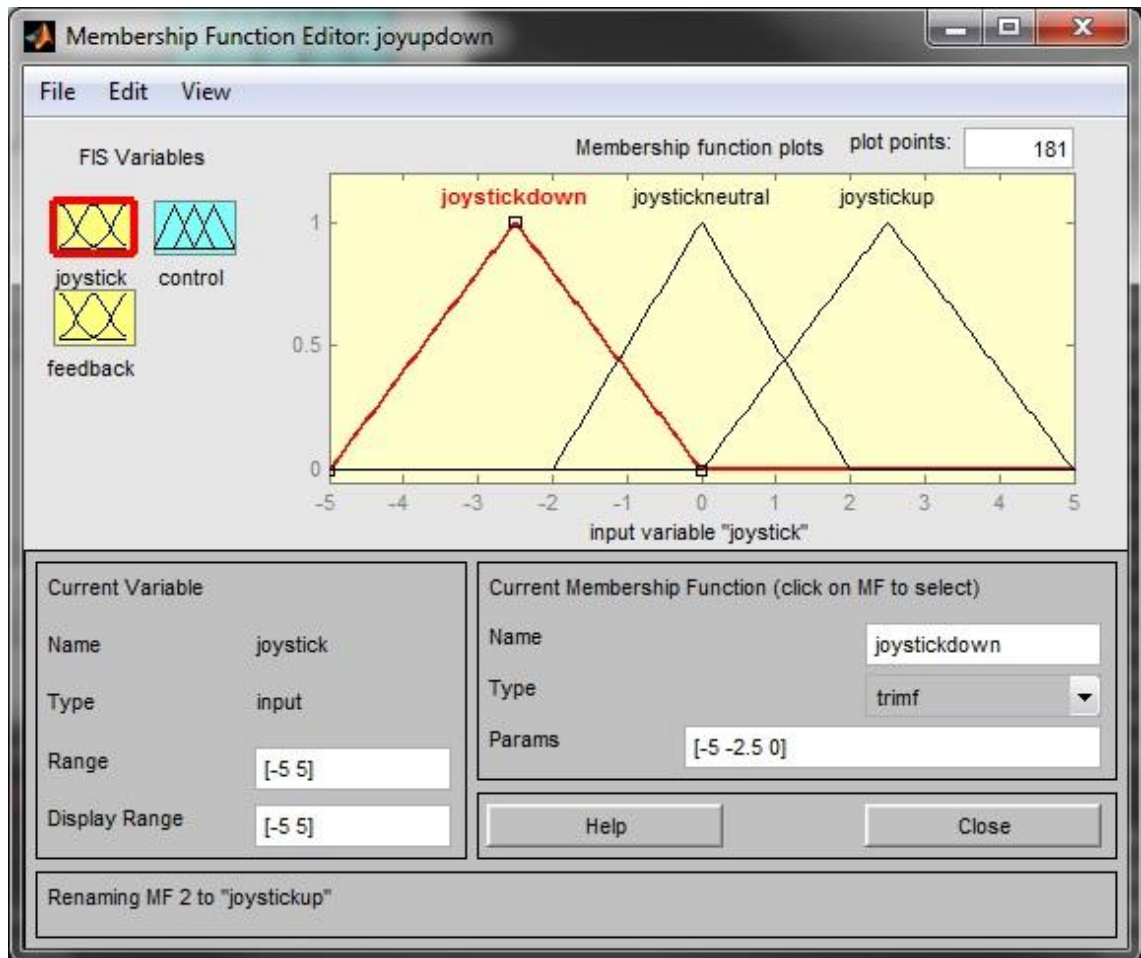 Membership Function Editor: joyupdown
File Edit View
FIS Variables
Membership function plots plot points: 181
joystick control
feedback
joystickdown joystickneutral joystickup
1
0.5
0
-5 -4 -3 -2 -1 0 1 2 3 4 5
input variable "joystick"
Current Variable
Name joystick
Type input
Range [-5 5]
Display Range [-5 5]
Current Membership Function (click on MF to select)
Name joystickdown
Type trimf
Params [-5 -2.5 0]
Help Close
Renaming MF 2 to "joystickup"